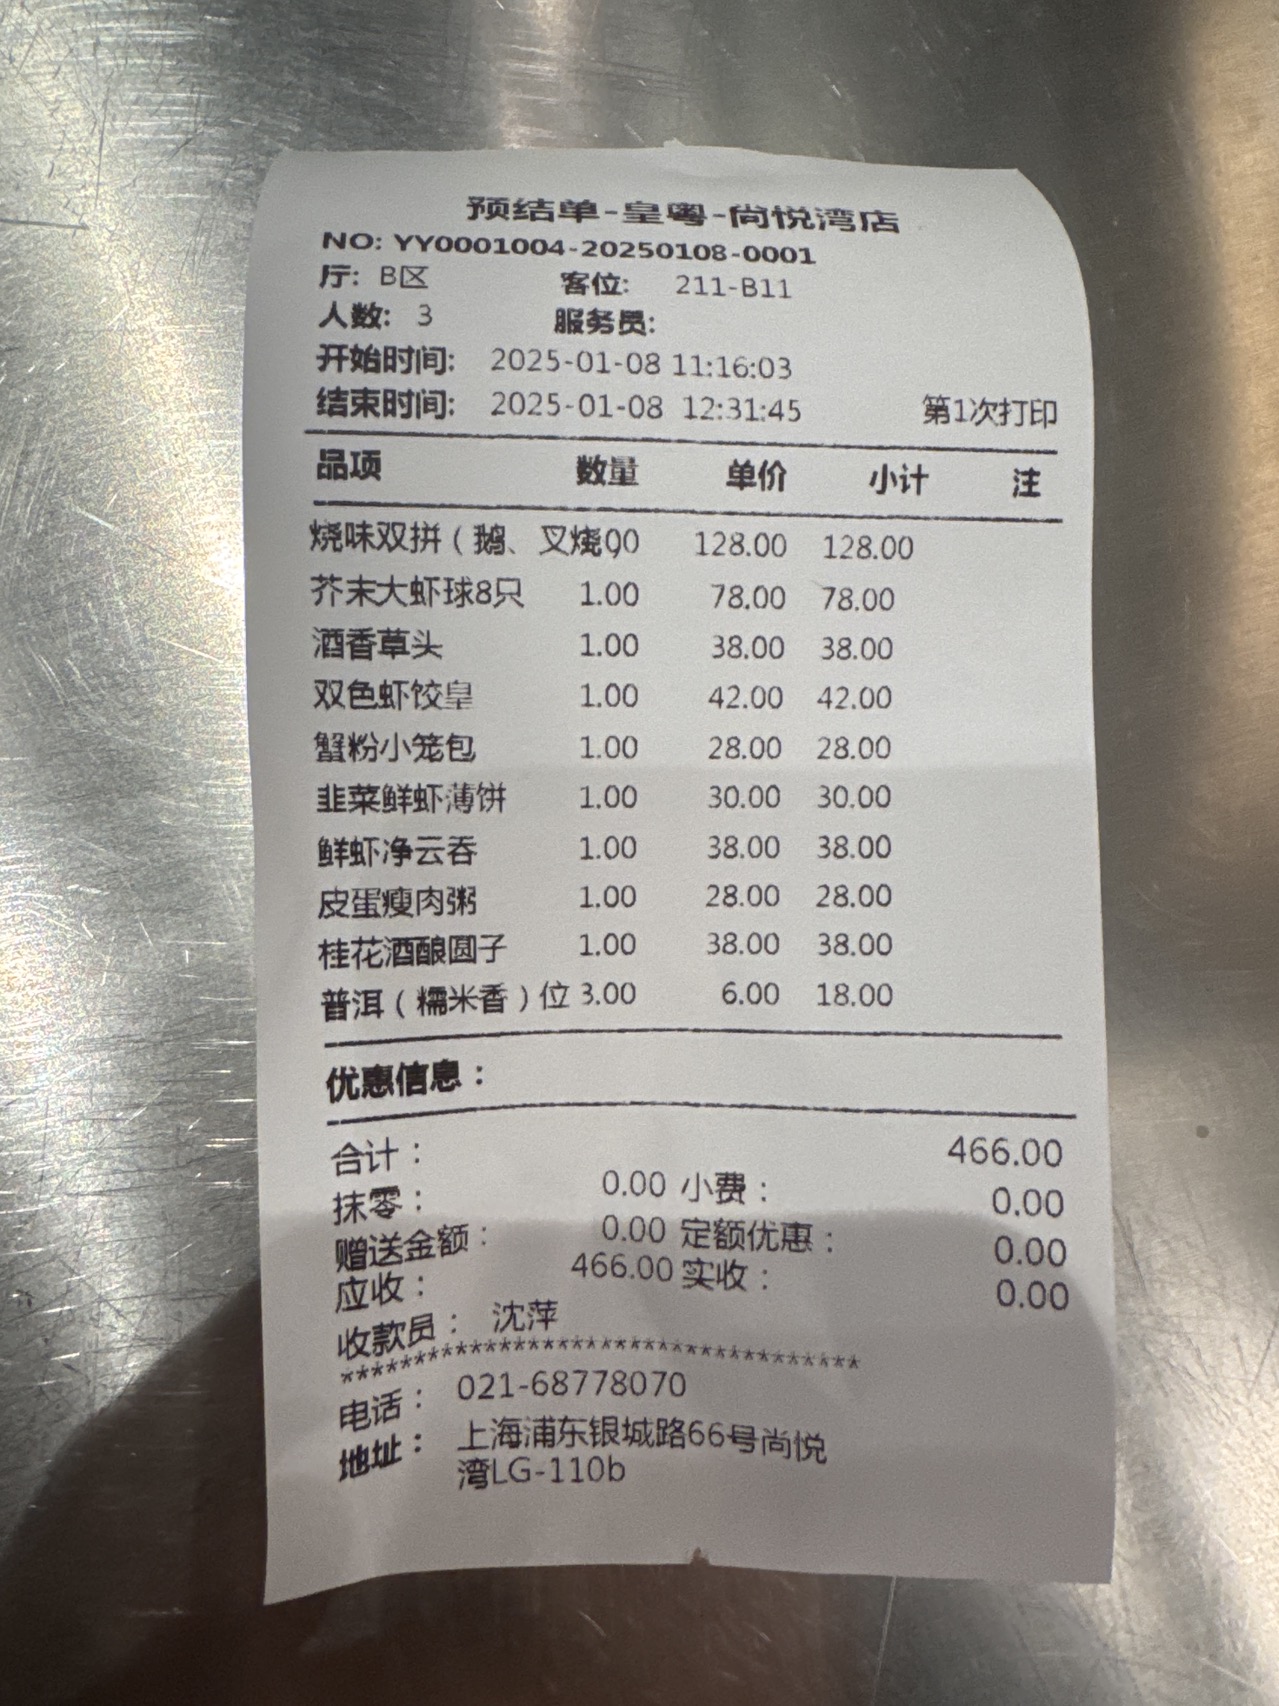 预结单-皇粤-尚悦湾店
NO: YY0001004-20250108-0001
厅: B区 客位: 211-B11
人数: 3 服务员:
开始时间: 2025-01-08 11:16:03
结束时间: 2025-01-08 12:31:45 第1次打印
品项 数量 单价 小计 注
烧味双拼（鹅、叉烧00 128.00 128.00
芥末大虾球8只 1.00 78.00 78.00
酒香草头 1.00 38.00 38.00
双色虾饺皇 1.00 42.00 42.00
蟹粉小笼包 1.00 28.00 28.00
韭菜鲜虾薄饼 1.00 30.00 30.00
鲜虾净云吞 1.00 38.00 38.00
皮蛋瘦肉粥 1.00 28.00 28.00
桂花酒酿圆子 1.00 38.00 38.00
普洱（糯米香）位 3.00 6.00 18.00
优惠信息：
合计： 466.00
抹零： 0.00 小费： 0.00
赠送金额： 0.00 定额优惠： 0.00
应收： 466.00 实收： 0.00
收款员： 沈萍
************************************
电话： 021-68778070
地址： 上海浦东银城路66号尚悦
湾LG-110b